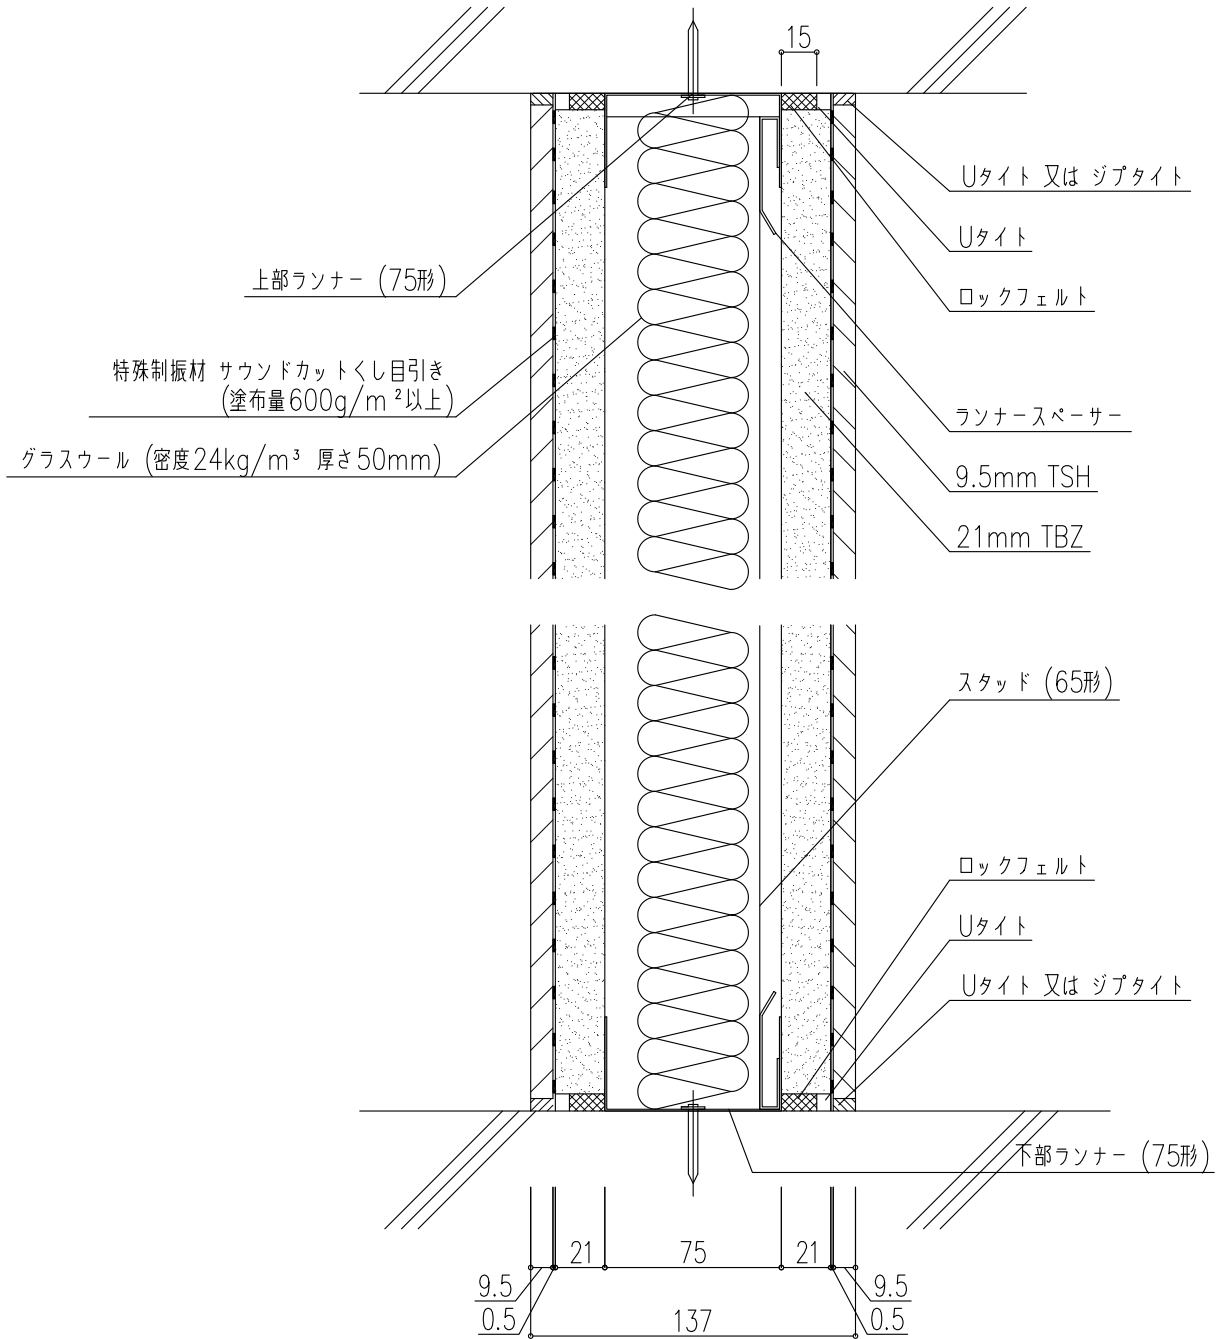 15
Uタイト 又は ジプタイト
Uタイト
ロックフェルト
上部ランナー (75形)
特殊制振材 サウンドカットくし目引き
(塗布量600g/m²以上)
グラスウール (密度24kg/m³ 厚さ50mm)
ランナースペーサー
9.5mm TSH
21mm TBZ
スタッド (65形)
ロックフェルト
Uタイト
Uタイト 又は ジプタイト
下部ランナー (75形)
21
75
21
9.5
9.5
0.5
0.5
137